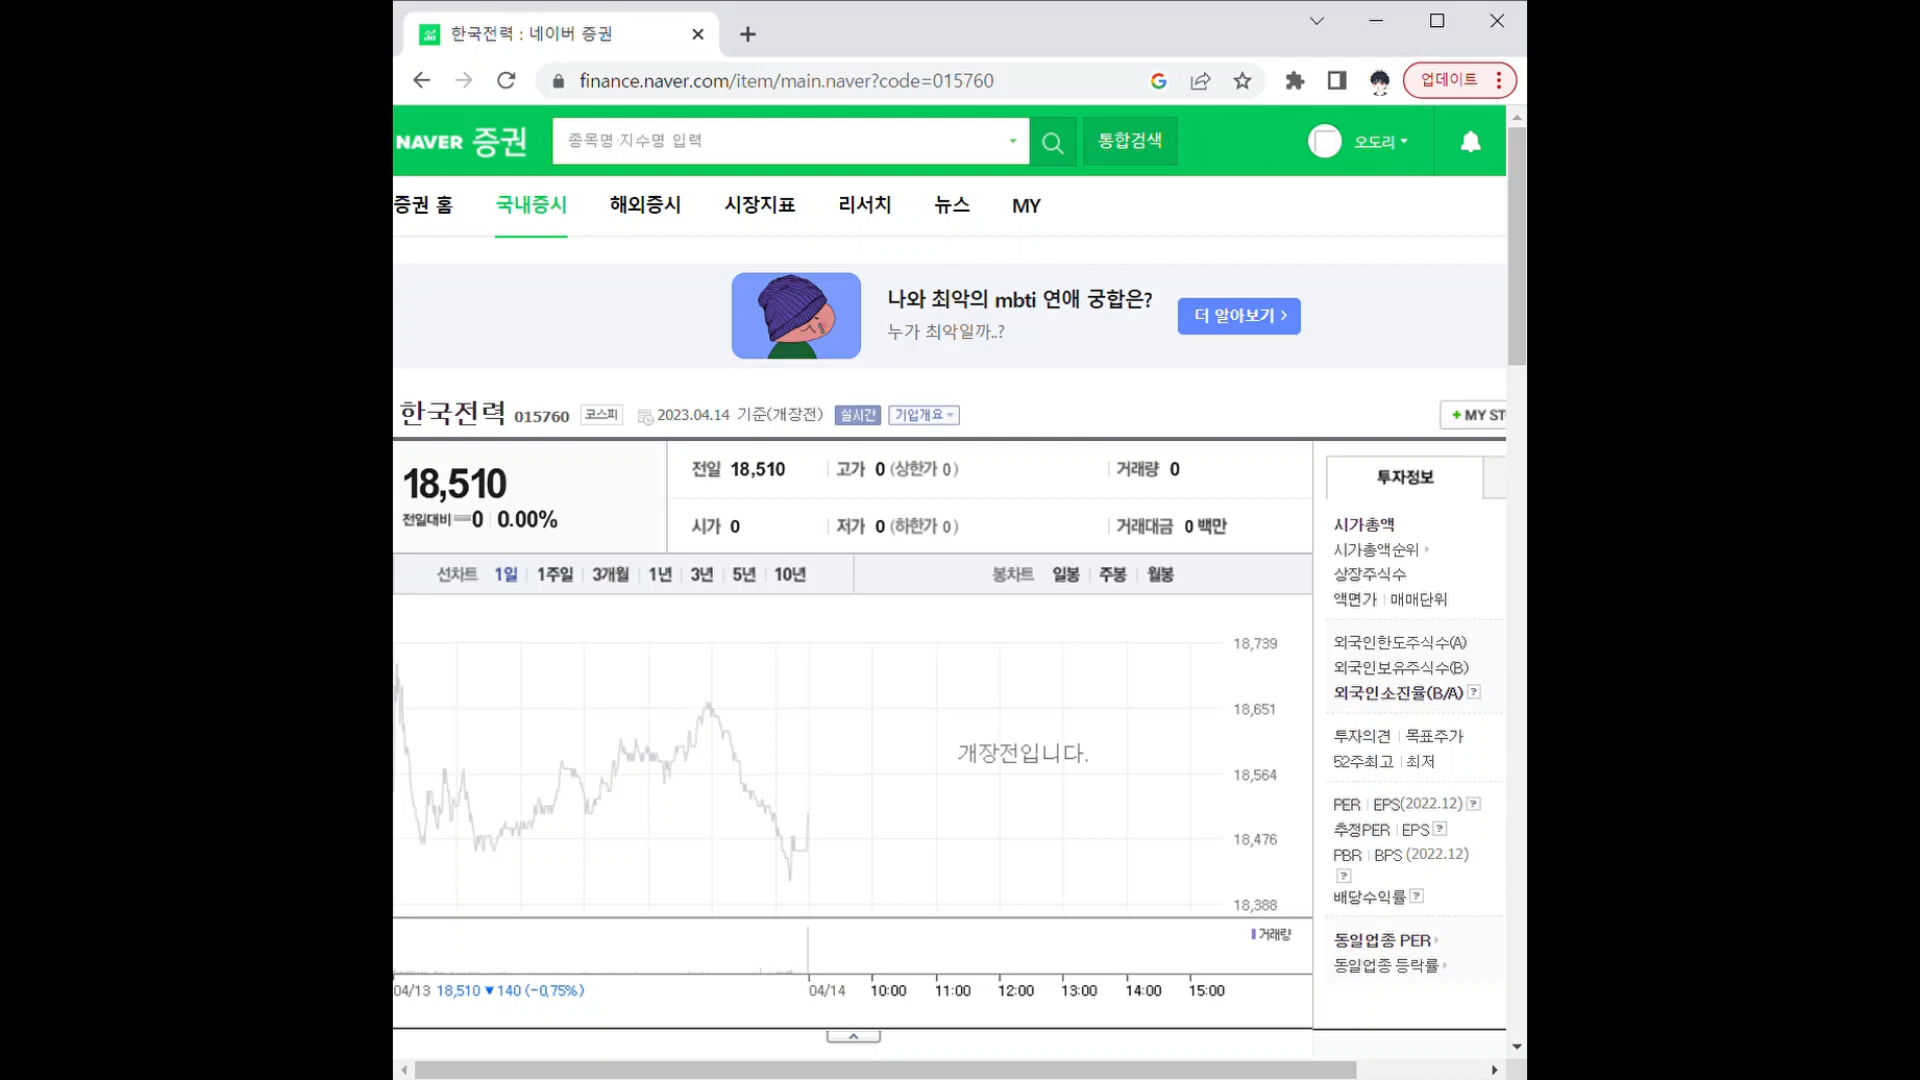 한국전력 : 네이버 증권
finance.naver.com/item/main.naver?code=015760
업데이트
NAVER 증권
종목명·지수명 입력
통합검색
오도리
증권 홈
국내증시
해외증시
시장지표
리서치
뉴스
MY
나와 최악의 mbti 연애 궁합은?
누가 최악일까..?
더 알아보기 >
한국전력 015760 코스피 2023.04.14 기준(개장전) 실시간 기업개요
+ MY ST
18,510
전일대비 0 0.00%
전일 18,510 고가 0 (상한가 0) 거래량 0
시가 0 저가 0 (하한가 0) 거래대금 0 백만
선차트 1일 1주일 3개월 1년 3년 5년 10년
봉차트 일봉 주봉 월봉
18,739
18,651
18,564
18,476
18,388
개장전입니다.
거래량
04/13 18,510 ▼ 140 (-0.75%)
04/14 10:00 11:00 12:00 13:00 14:00 15:00
투자정보
시가총액
시가총액순위
상장주식수
액면가 매매단위
외국인한도주식수(A)
외국인보유주식수(B)
외국인소진율(B/A) ?
투자의견 목표주가
52주최고 최저
PER EPS(2022.12) ?
추정PER EPS ?
PBR BPS (2022.12)
?
배당수익률 ?
동일업종 PER
동일업종 등락률